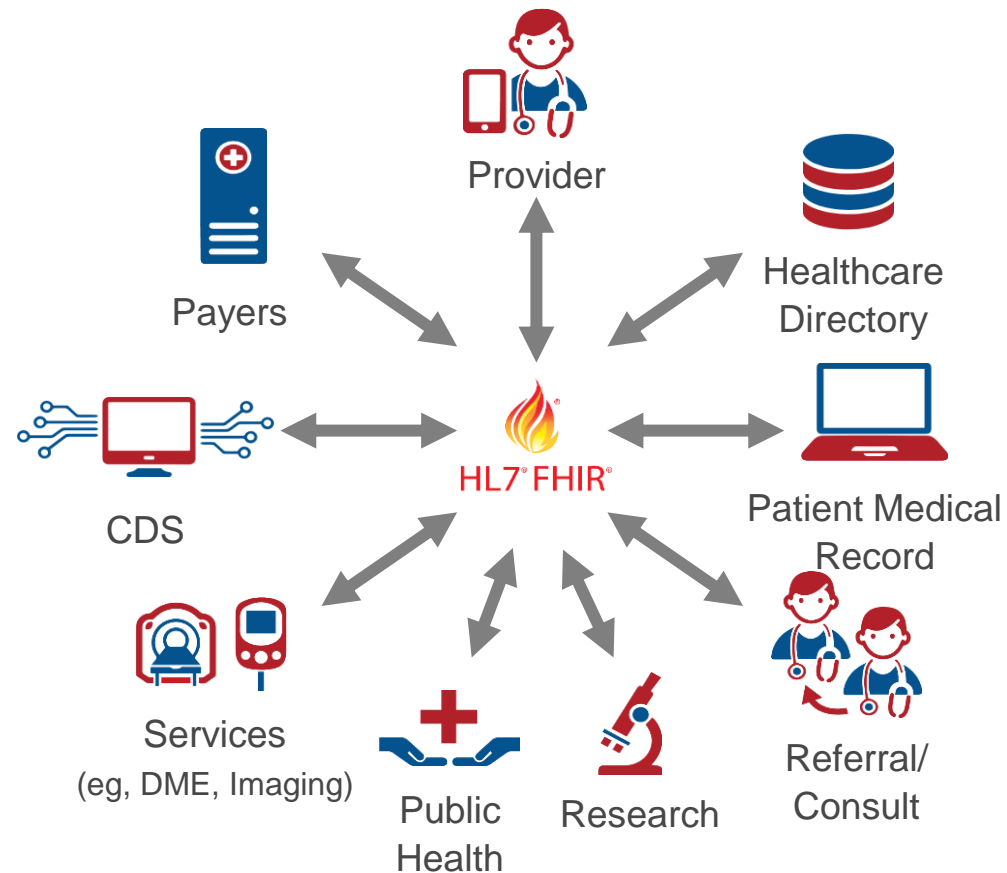 Provider
Healthcare
Directory
Payers
HL7® FHIR®
®
CDS
Patient Medical
Record
Services
(eg, DME, Imaging)
Public
Health
Research
Referral/
Consult